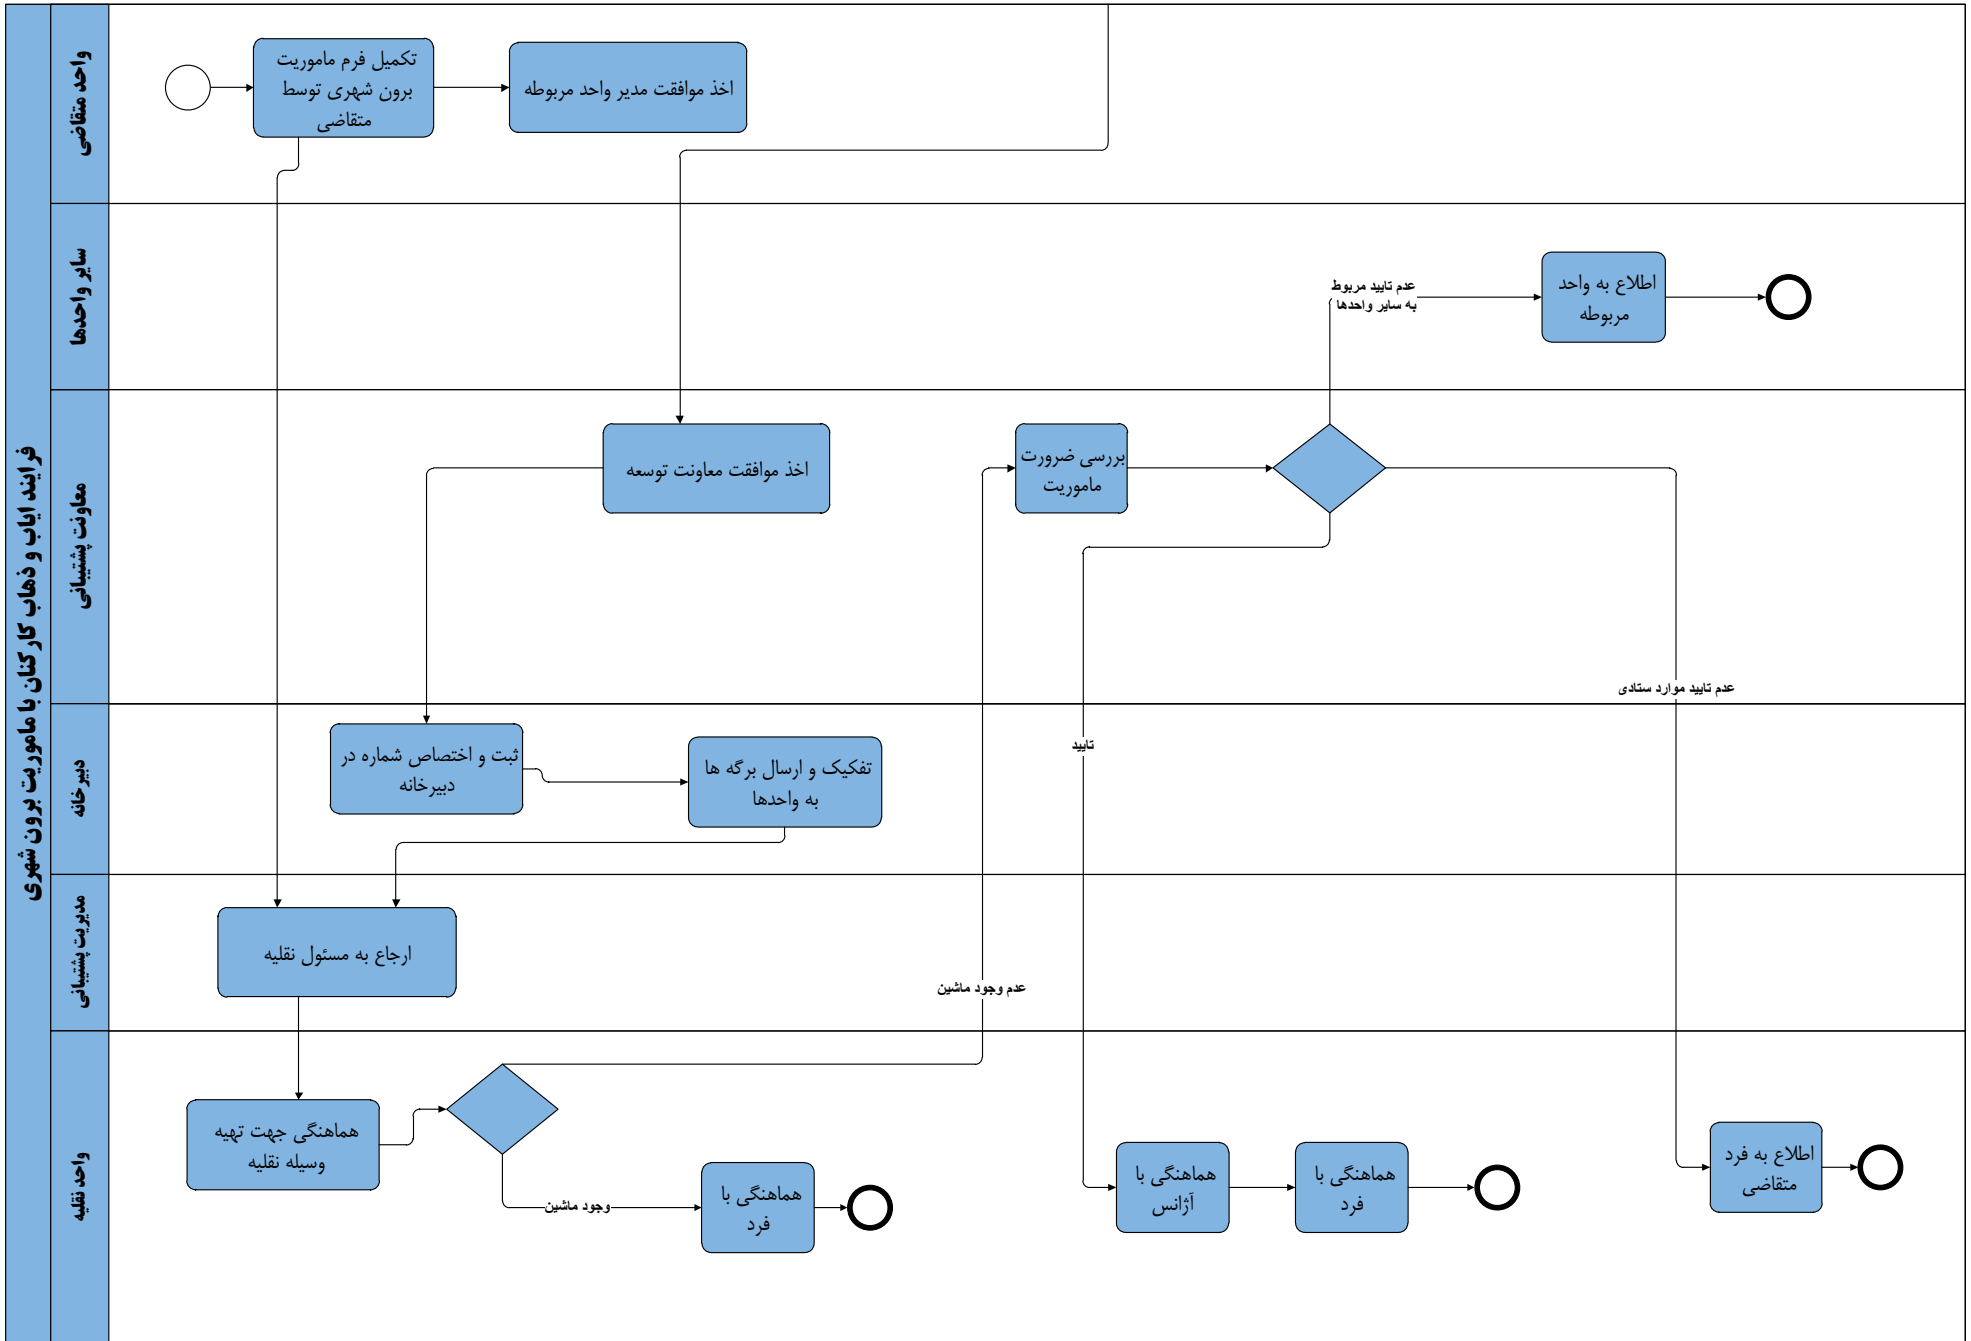 فرایند ایاب و ذهاب کارکنان با ماموریت برون شهری
واحد متقاضی
تکمیل فرم ماموریت
برون شهری توسط
متقاضی
اخذ موافقت مدیر واحد مربوطه
سایر واحدها
عدم تایید مربوط
به سایر واحدها
اطلاع به واحد
مربوطه
معاونت پشتیبانی
اخذ موافقت معاونت توسعه
بررسی ضرورت
ماموریت
عدم تایید موارد ستادی
دبیرخانه
ثبت و اختصاص شماره در
دبیرخانه
تفکیک و ارسال برگه ها
به واحدها
تایید
مدیریت پشتیبانی
ارجاع به مسئول نقلیه
عدم وجود ماشین
واحد نقلیه
هماهنگی جهت تهیه
وسیله نقلیه
وجود ماشین
هماهنگی با
فرد
هماهنگی با
آژانس
هماهنگی با
فرد
اطلاع به فرد
متقاضی